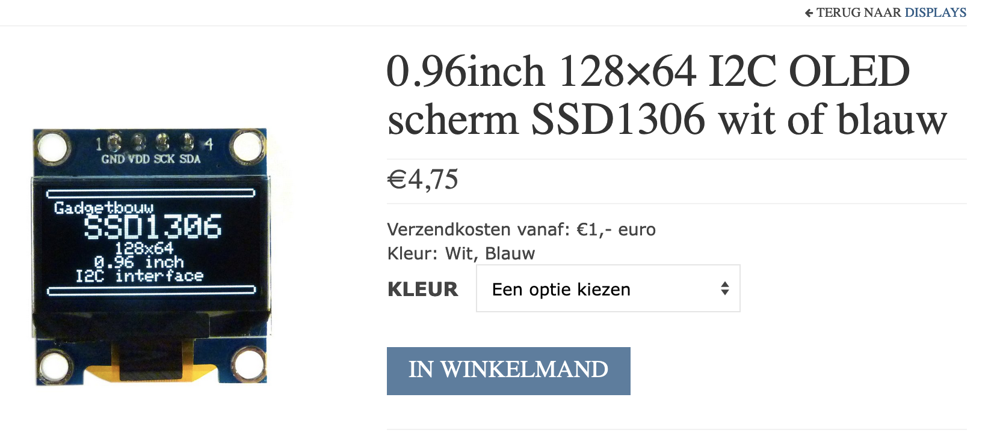 ← TERUG NAAR DISPLAYS
0.96inch 128×64 I2C OLED
scherm SSD1306 wit of blauw
€4,75
Verzendkosten vanaf: €1,- euro
Kleur: Wit, Blauw
KLEUR Een optie kiezen
IN WINKELMAND
1 4
GND VDD SCK SDA
Gadgetbouw
SSD1306
128x64
0.96 inch
I2C interface